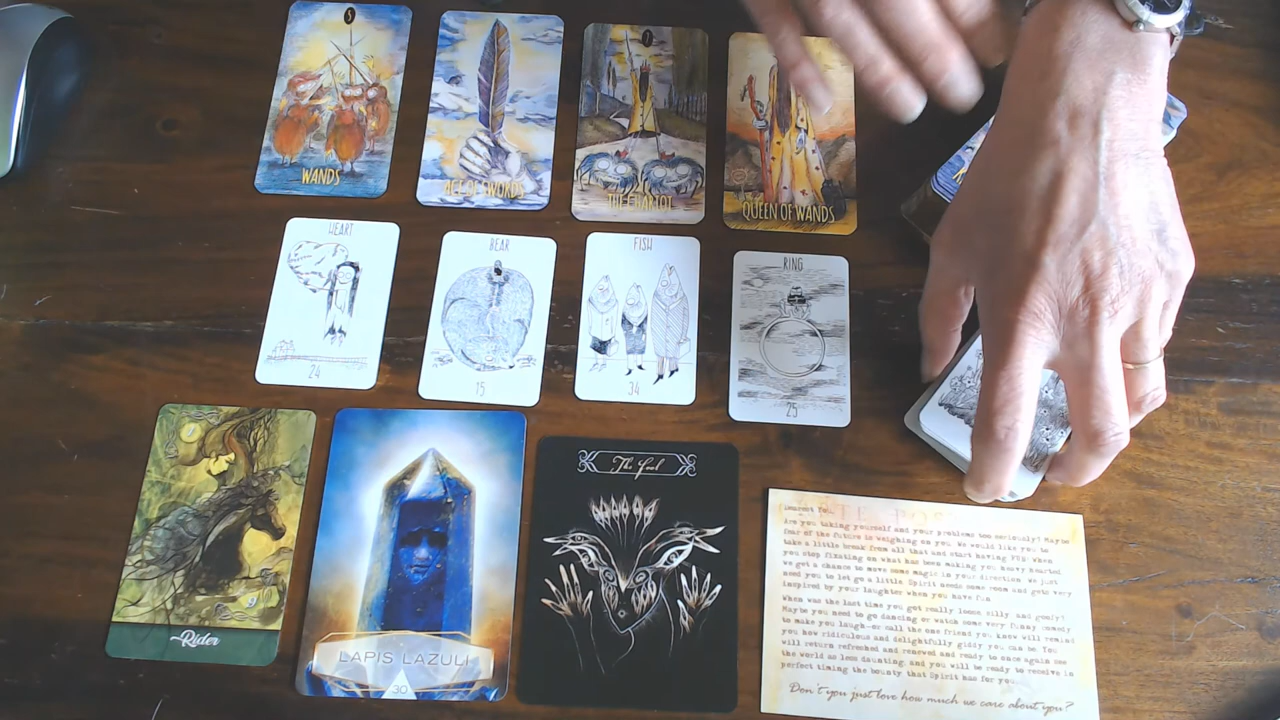 5
WANDS
ACE OF SWORDS
7
THE CHARIOT
QUEEN OF WANDS
HEART
24
BEAR
15
FISH
34
RING
25
9
Rider
LAPIS LAZULI
30
The Fool
Dearest You,
Are you taking yourself and your problems too seriously? Maybe
fear of the future is weighing on you. We would like you to
take a little break from all that and start having FUN! When
you stop fixating on what has been making you heavy hearted
we get a chance to move some magic in your direction. We just
need you to let go a little. Spirit needs some room and gets very
inspired by your laughter when you have fun.
When was the last time you got really loose, silly, and goofy?
Maybe you need to go dancing or watch some very funny comedy
to make you laugh—or call the one friend you know will remind
you how ridiculous and delightfully giddy you can be. You
will return refreshed and renewed and ready to once again see
the world as less daunting, and you will be ready to receive in
perfect timing the bounty that Spirit has for you.
Don't you just love how much we care about you?